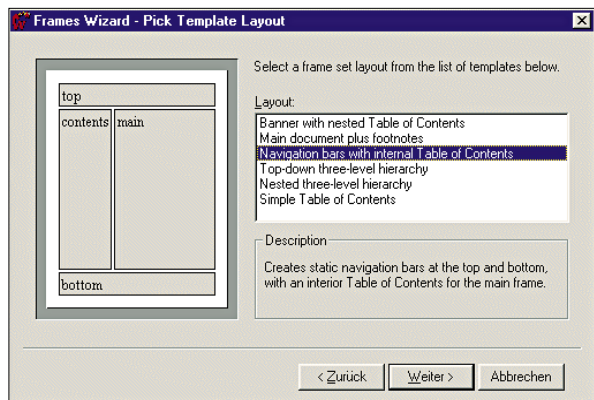 Frames Wizard - Pick Template Layout
Select a frame set layout from the list of templates below.
top
contents main
bottom
Layout:
Banner with nested Table of Contents
Main document plus footnotes
Navigation bars with internal Table of Contents
Top-down three-level hierarchy
Nested three-level hierarchy
Simple Table of Contents
Description
Creates static navigation bars at the top and bottom,
with an interior Table of Contents for the main frame.
< Zurück Weiter > Abbrechen